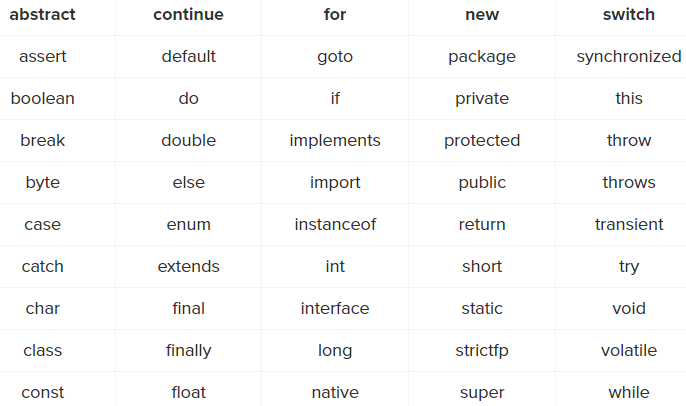 abstract continue for new switch
assert default goto package synchronized
boolean do if private this
break double implements protected throw
byte else import public throws
case enum instanceof return transient
catch extends int short try
char final interface static void
class finally long strictfp volatile
const float native super while